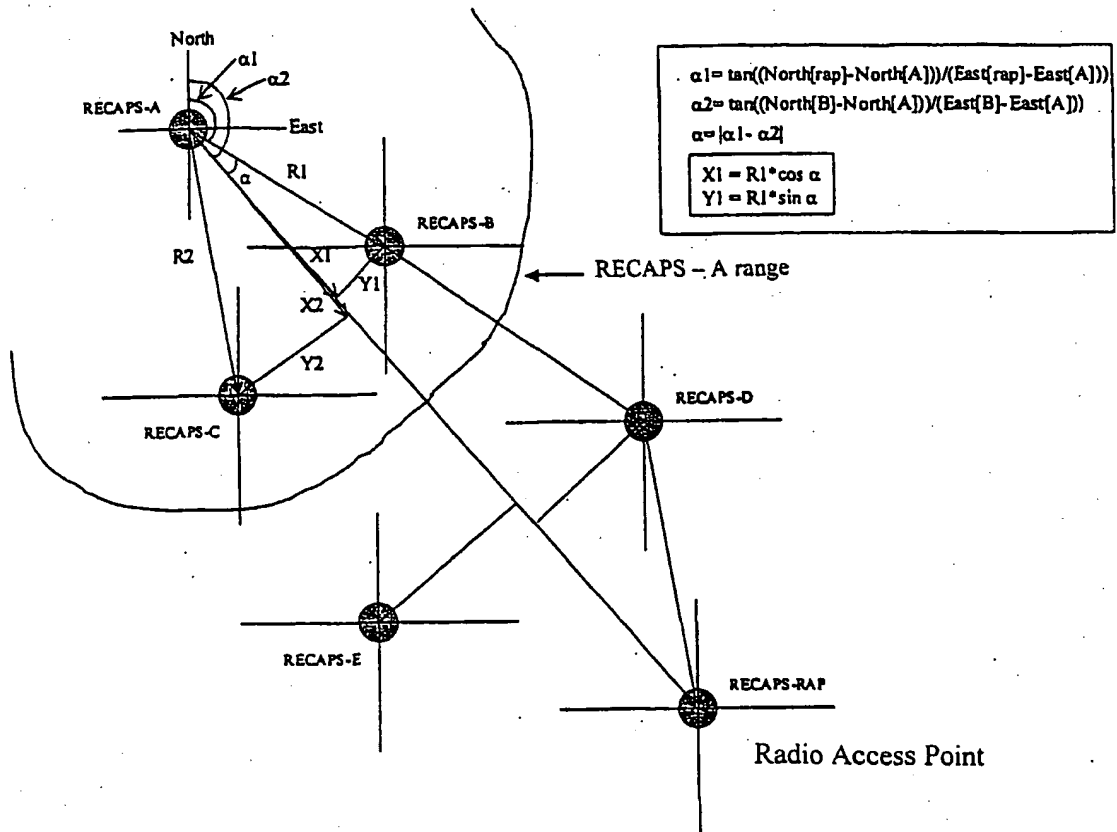 North
α1
α2
RECAPS-A
East
α
R1
R2
RECAPS-B
X1
Y1
X2
Y2
RECAPS – A range
RECAPS-C
RECAPS-D
RECAPS-E
RECAPS-RAP
Radio Access Point
α1= tan((North[rap]-North[A]))/(East[rap]-East[A]))
α2= tan((North[B]-North[A]))/(East[B]-East[A]))
α=|α1- α2|
X1 = R1*cos α
Y1 = R1*sin α